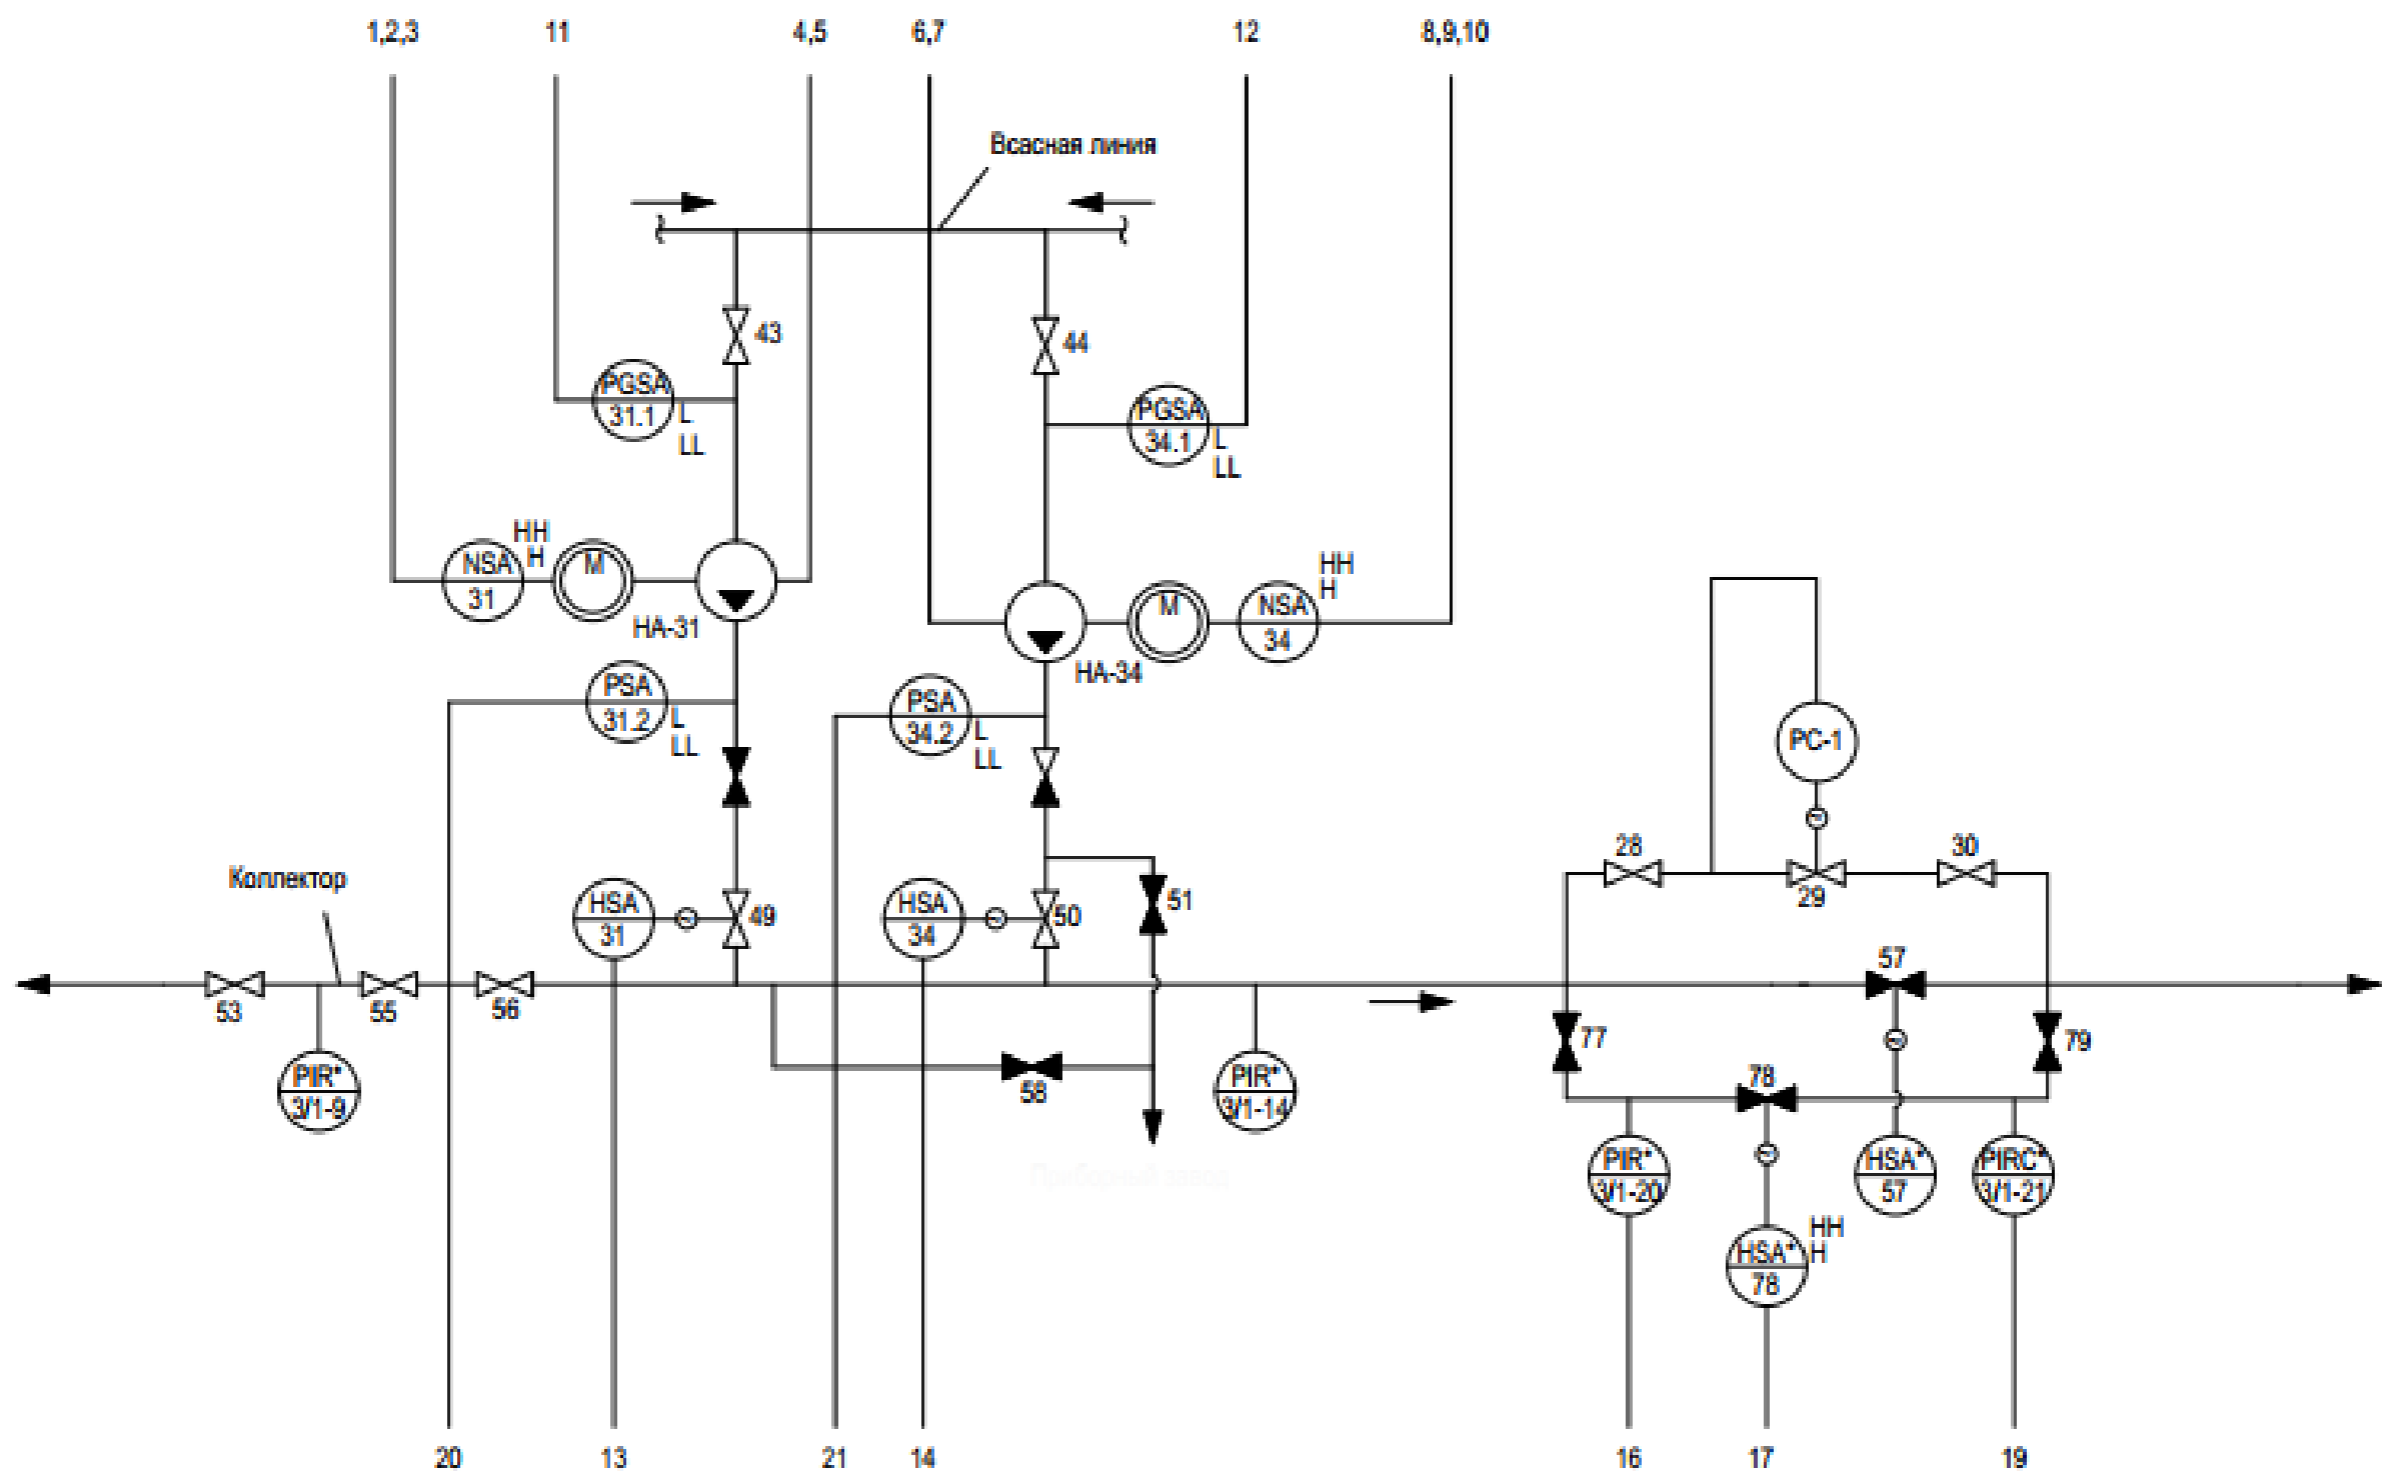 1,2,3 11 4,5 6,7 12 8,9,10
Всасная линия
43
44
PGSA
31.1
L
LL
PGSA
34.1
L
LL
HH
H
NSA
31
M
НА-31
HH
H
M
NSA
34
НА-34
PSA
31.2
L
LL
PSA
34.2
L
LL
PC-1
28
29
30
Коллектор
HSA
31
49
HSA
34
50
51
53
55
56
57
77
79
PIR*
3/1-9
58
PIR*
3/1-14
78
PIR*
3/1-20
HSA*
57
PIRC*
3/1-21
HH
H
HSA*
78
20 13 21 14 16 17 19